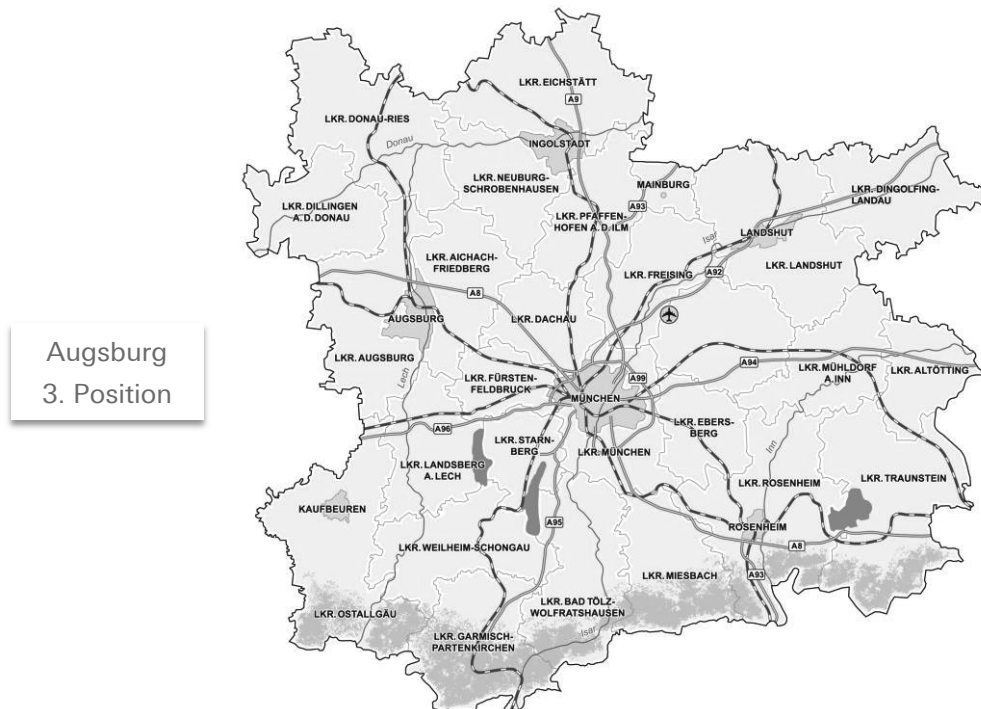 LKR. EICHSTÄTT
A9
LKR. DONAU-RIES
Donau
INGOLSTADT
LKR. NEUBURG-
SCHROBENHAUSEN
MAINBURG
A93
LKR. DINGOLFING-
LANDAU
LKR. DILLINGEN
A. D. DONAU
LKR. PFAFFEN-
HOFEN A. D. ILM
Isar
LANDSHUT
LKR. AICHACH-
FRIEDBERG
LKR. FREISING
A92
LKR. LANDSHUT
A8
AUGSBURG
LKR. DACHAU
Augsburg
3. Position
LKR. AUGSBURG
Lech
LKR. FÜRSTEN-
FELDBRUCK
A99
A94
LKR. MÜHLDORF
A. INN
LKR. ALTÖTTING
MÜNCHEN
A96
LKR. STARN-
BERG
LKR. MÜNCHEN
LKR. EBERS-
BERG
Inn
LKR. LANDSBERG
A. LECH
LKR. ROSENHEIM
LKR. TRAUNSTEIN
KAUFBEUREN
A95
ROSENHEIM
A8
LKR. WEILHEIM-SCHONGAU
A93
LKR. MIESBACH
LKR. OSTALLGÄU
LKR. BAD TÖLZ-
WOLFRATSHAUSEN
Isar
LKR. GARMISCH-
PARTENKIRCHEN